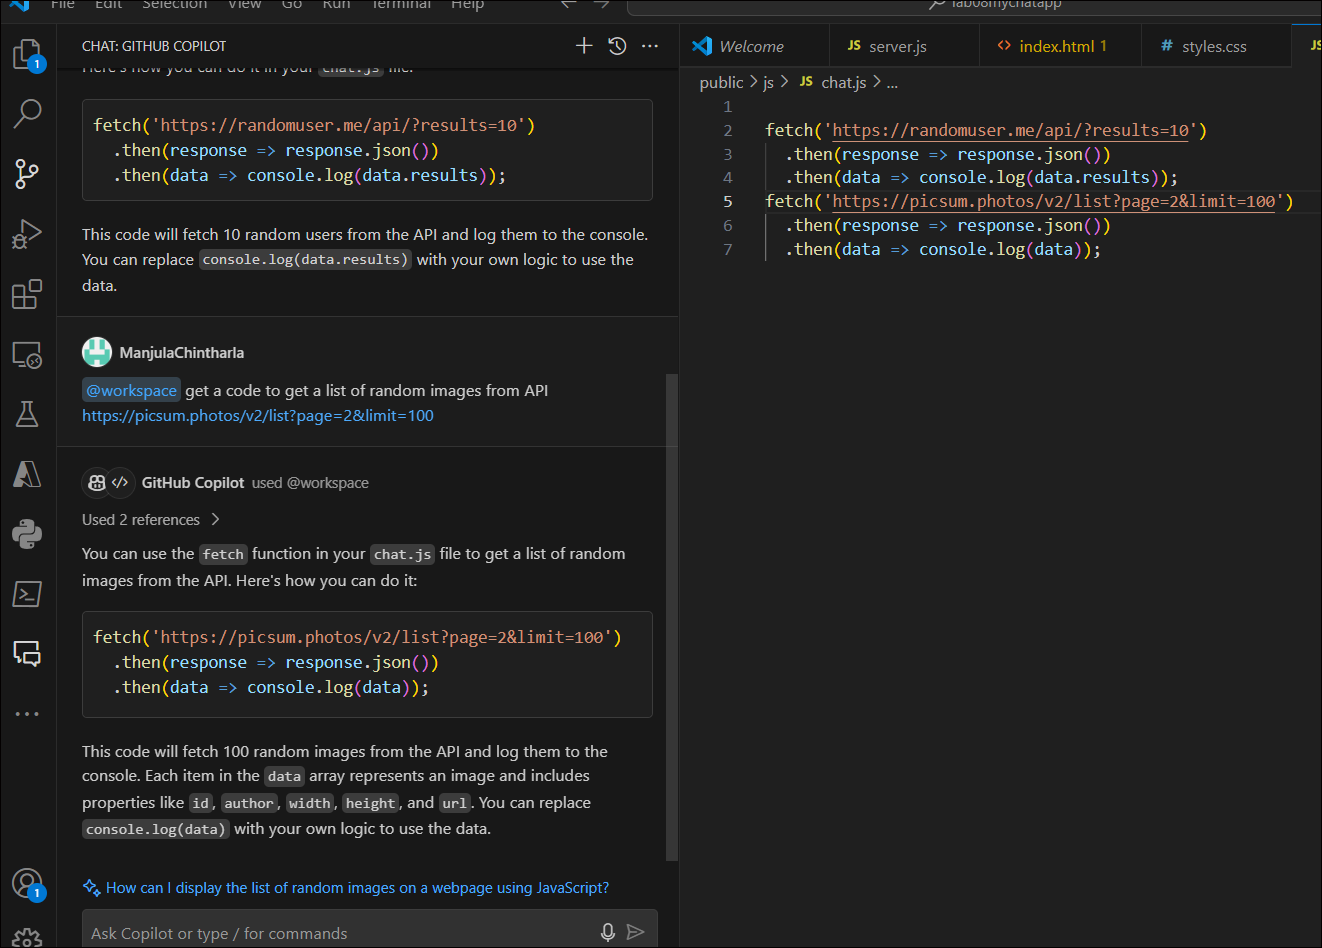 File Edit Selection View Go Run Terminal Help
lab08mychatapp
CHAT: GITHUB COPILOT
Here's how you can do it in your chat.js file.
fetch('https://randomuser.me/api/?results=10')
.then(response => response.json())
.then(data => console.log(data.results));
This code will fetch 10 random users from the API and log them to the console.
You can replace console.log(data.results) with your own logic to use the
data.
ManjulaChintharla
@workspace get a code to get a list of random images from API
https://picsum.photos/v2/list?page=2&limit=100
GitHub Copilot used @workspace
Used 2 references
You can use the fetch function in your chat.js file to get a list of random
images from the API. Here's how you can do it:
fetch('https://picsum.photos/v2/list?page=2&limit=100')
.then(response => response.json())
.then(data => console.log(data));
This code will fetch 100 random images from the API and log them to the
console. Each item in the data array represents an image and includes
properties like id, author, width, height, and url. You can replace
console.log(data) with your own logic to use the data.
How can I display the list of random images on a webpage using JavaScript?
Ask Copilot or type / for commands
1
1
Welcome
JS server.js
<> index.html 1
# styles.css
JS
public > js > JS chat.js > ...
1
2 fetch('https://randomuser.me/api/?results=10')
3 .then(response => response.json())
4 .then(data => console.log(data.results));
5 fetch('https://picsum.photos/v2/list?page=2&limit=100')
6 .then(response => response.json())
7 .then(data => console.log(data));